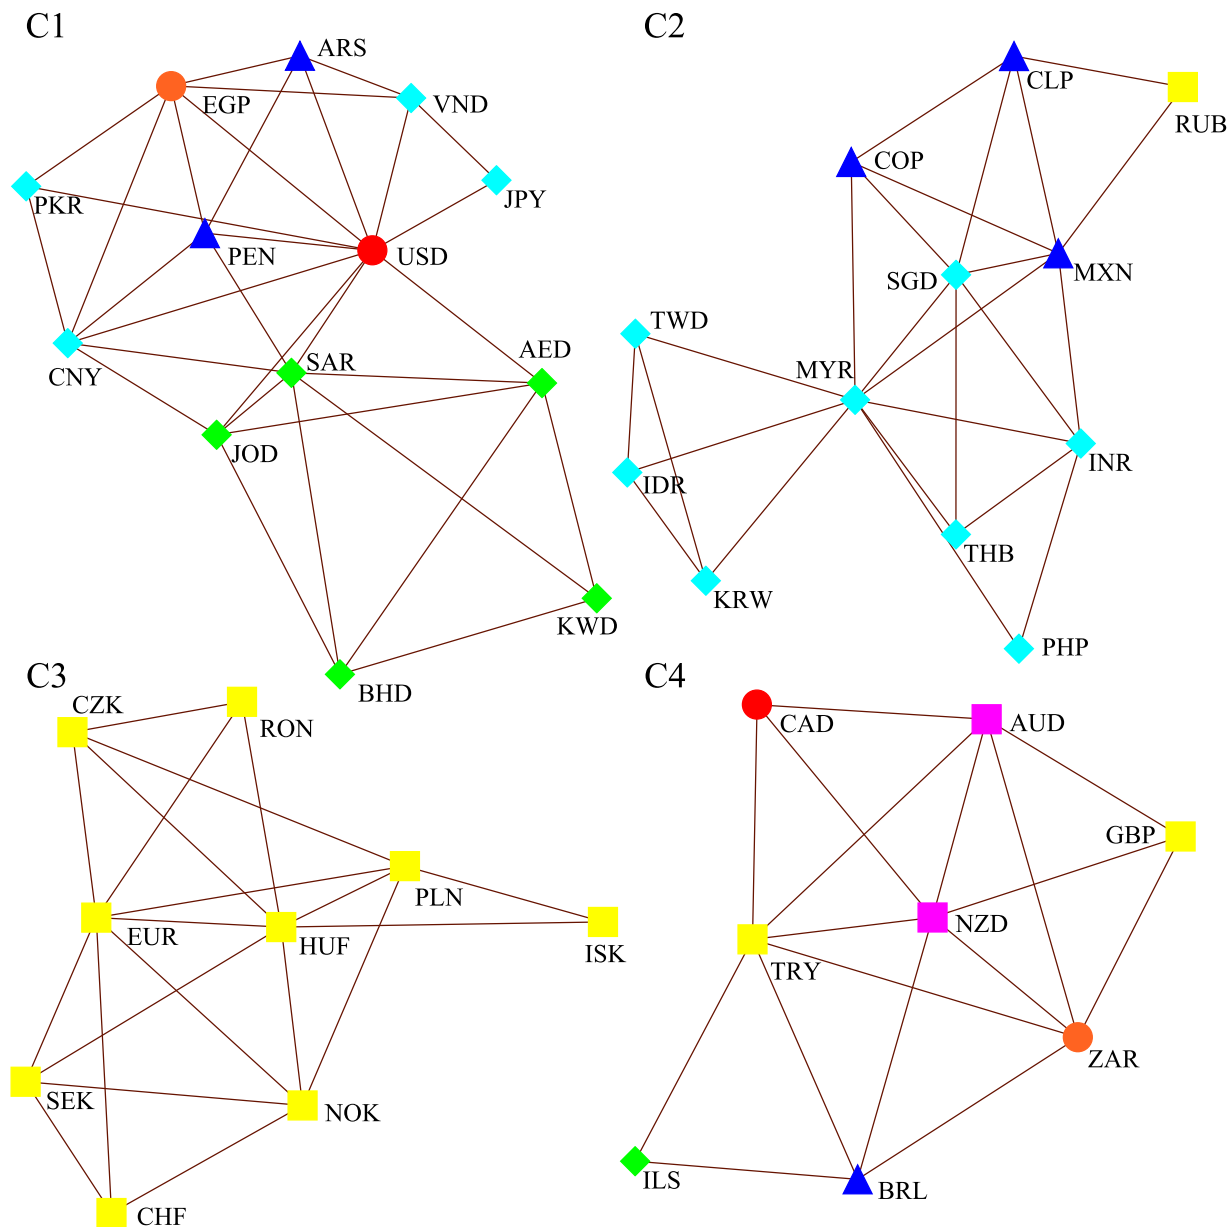 C1
ARS
EGP
VND
PKR
JPY
PEN
USD
CNY
SAR
AED
JOD
KWD
BHD
C2
CLP
RUB
COP
SGD
MXN
TWD
MYR
IDR
INR
THB
KRW
PHP
C3
CZK
RON
PLN
EUR
HUF
ISK
SEK
NOK
CHF
C4
CAD
AUD
GBP
NZD
TRY
ZAR
ILS
BRL